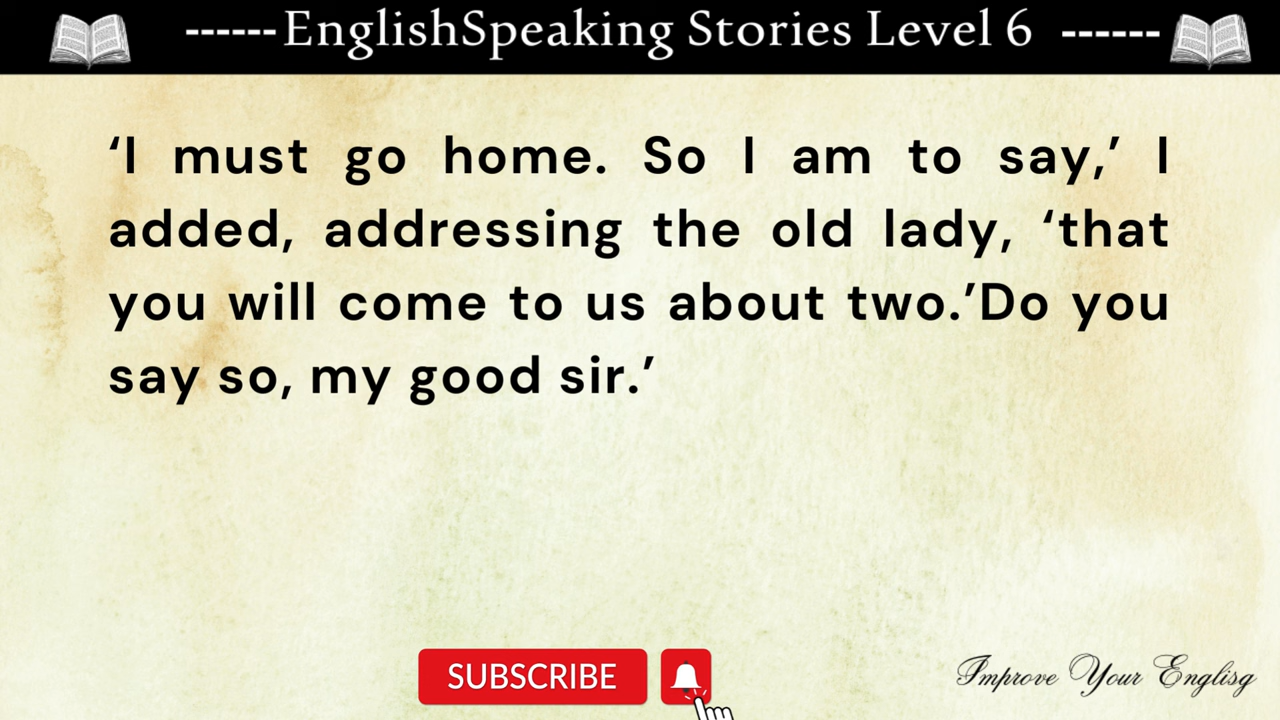 ------EnglishSpeaking Stories Level 6 ------
‘I must go home. So I am to say,’ I
added, addressing the old lady, ‘that
you will come to us about two.’Do you
say so, my good sir.’
SUBSCRIBE
Improve Your Englisg